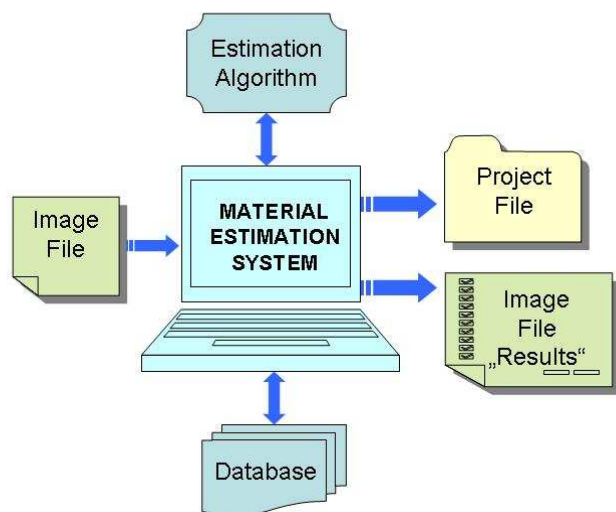 Estimation
Algorithm
Image
File
MATERIAL
ESTIMATION
SYSTEM
Project
File
Image
File
„Results“
Database